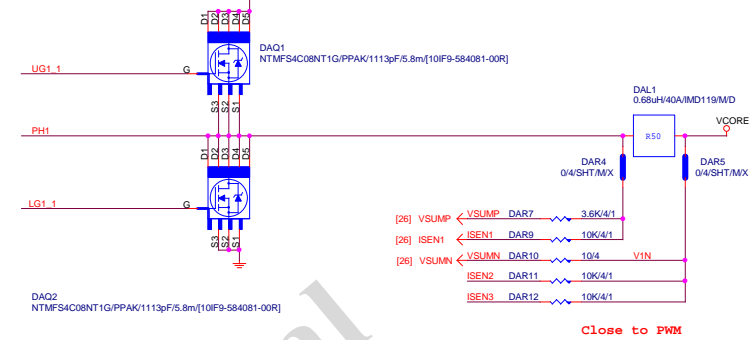 D1 D2 D3 D4 D5
DAQ1
NTMFS4C08NT1G/PPAK/1113pF/5.8m/[10IF9-584081-00R]
UG1_1
G
S3 S2 S1
DAL1
0.68uH/40A/IMD119/M/D
VCORE
PH1
R50
D1 D2 D3 D4 D5
DAR4
0/4/SHT/M/X
DAR5
0/4/SHT/M/X
LG1_1
G
S3 S2 S1
[26] VSUMP VSUMP DAR7 3.6K/4/1
[26] ISEN1 ISEN1 DAR9 10K/4/1
[26] VSUMN VSUMN DAR10 10/4 V1N
ISEN2 DAR11 10K/4/1
ISEN3 DAR12 10K/4/1
DAQ2
NTMFS4C08NT1G/PPAK/1113pF/5.8m/[10IF9-584081-00R]
Close to PWM